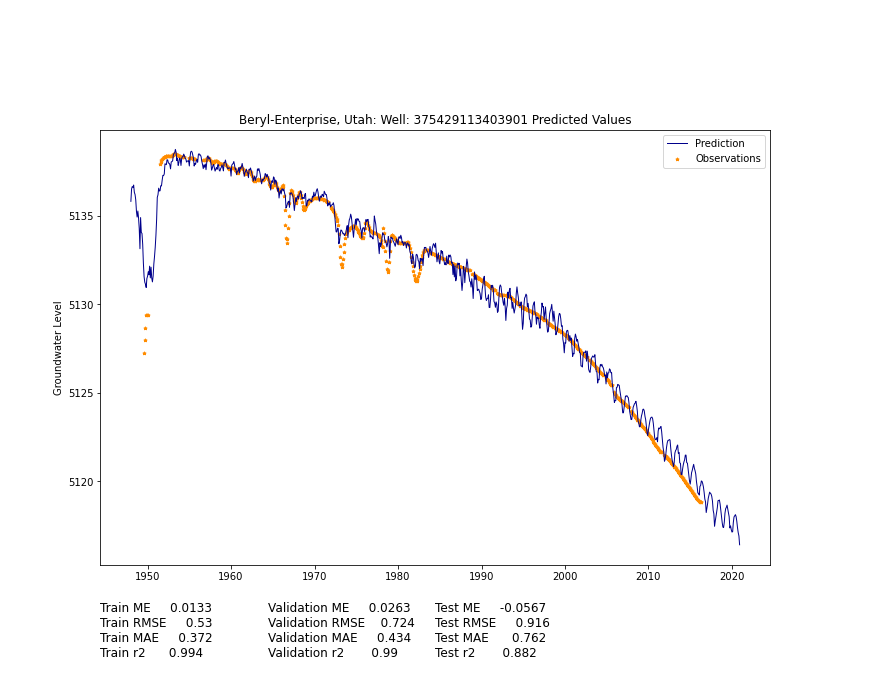 Beryl-Enterprise, Utah: Well: 375429113403901 Predicted Values
Prediction
Observations
Groundwater Level
5135
5130
5125
5120
1950 1960 1970 1980 1990 2000 2010 2020
Train ME 0.0133 Validation ME 0.0263 Test ME -0.0567
Train RMSE 0.53 Validation RMSE 0.724 Test RMSE 0.916
Train MAE 0.372 Validation MAE 0.434 Test MAE 0.762
Train r2 0.994 Validation r2 0.99 Test r2 0.882